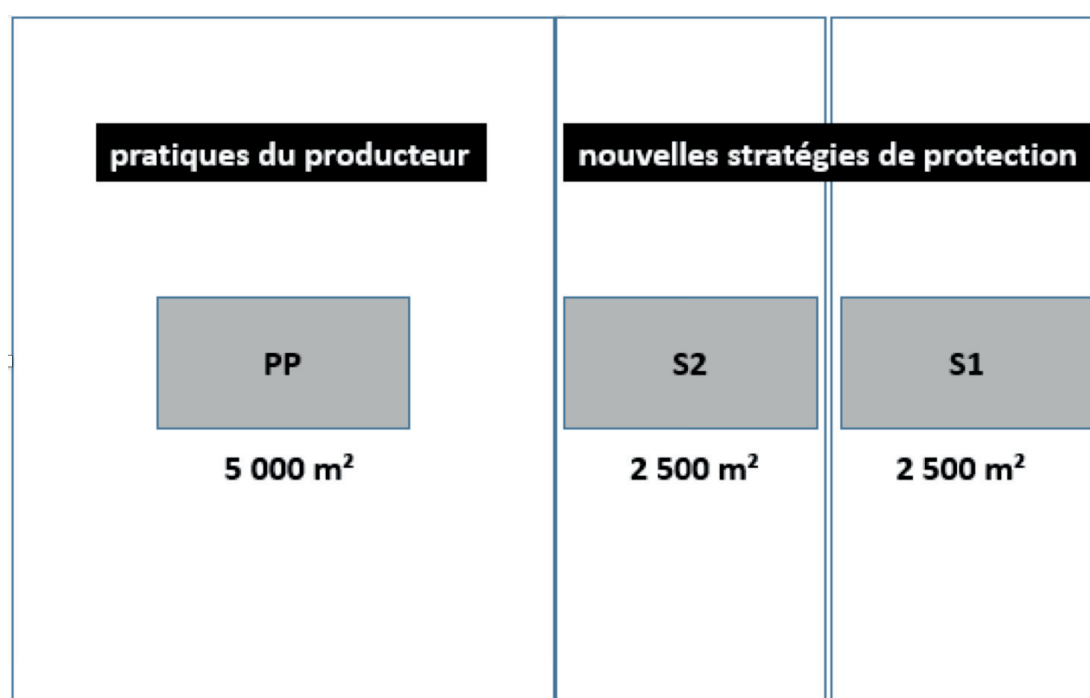 pratiques du producteur
nouvelles stratégies de protection
PP
S2
S1
5 000 m²
2 500 m²
2 500 m²